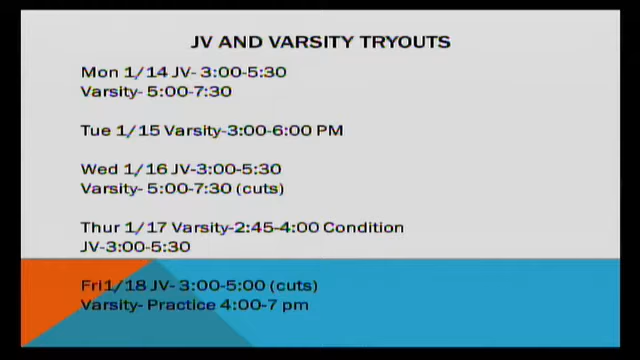 JV AND VARSITY TRYOUTS
Mon 1/14 JV- 3:00-5:30
Varsity- 5:00-7:30
Tue 1/15 Varsity-3:00-6:00 PM
Wed 1/16 JV-3:00-5:30
Varsity- 5:00-7:30 (cuts)
Thur 1/17 Varsity-2:45-4:00 Condition
JV-3:00-5:30
Fri1/18 JV- 3:00-5:00 (cuts)
Varsity- Practice 4:00-7 pm